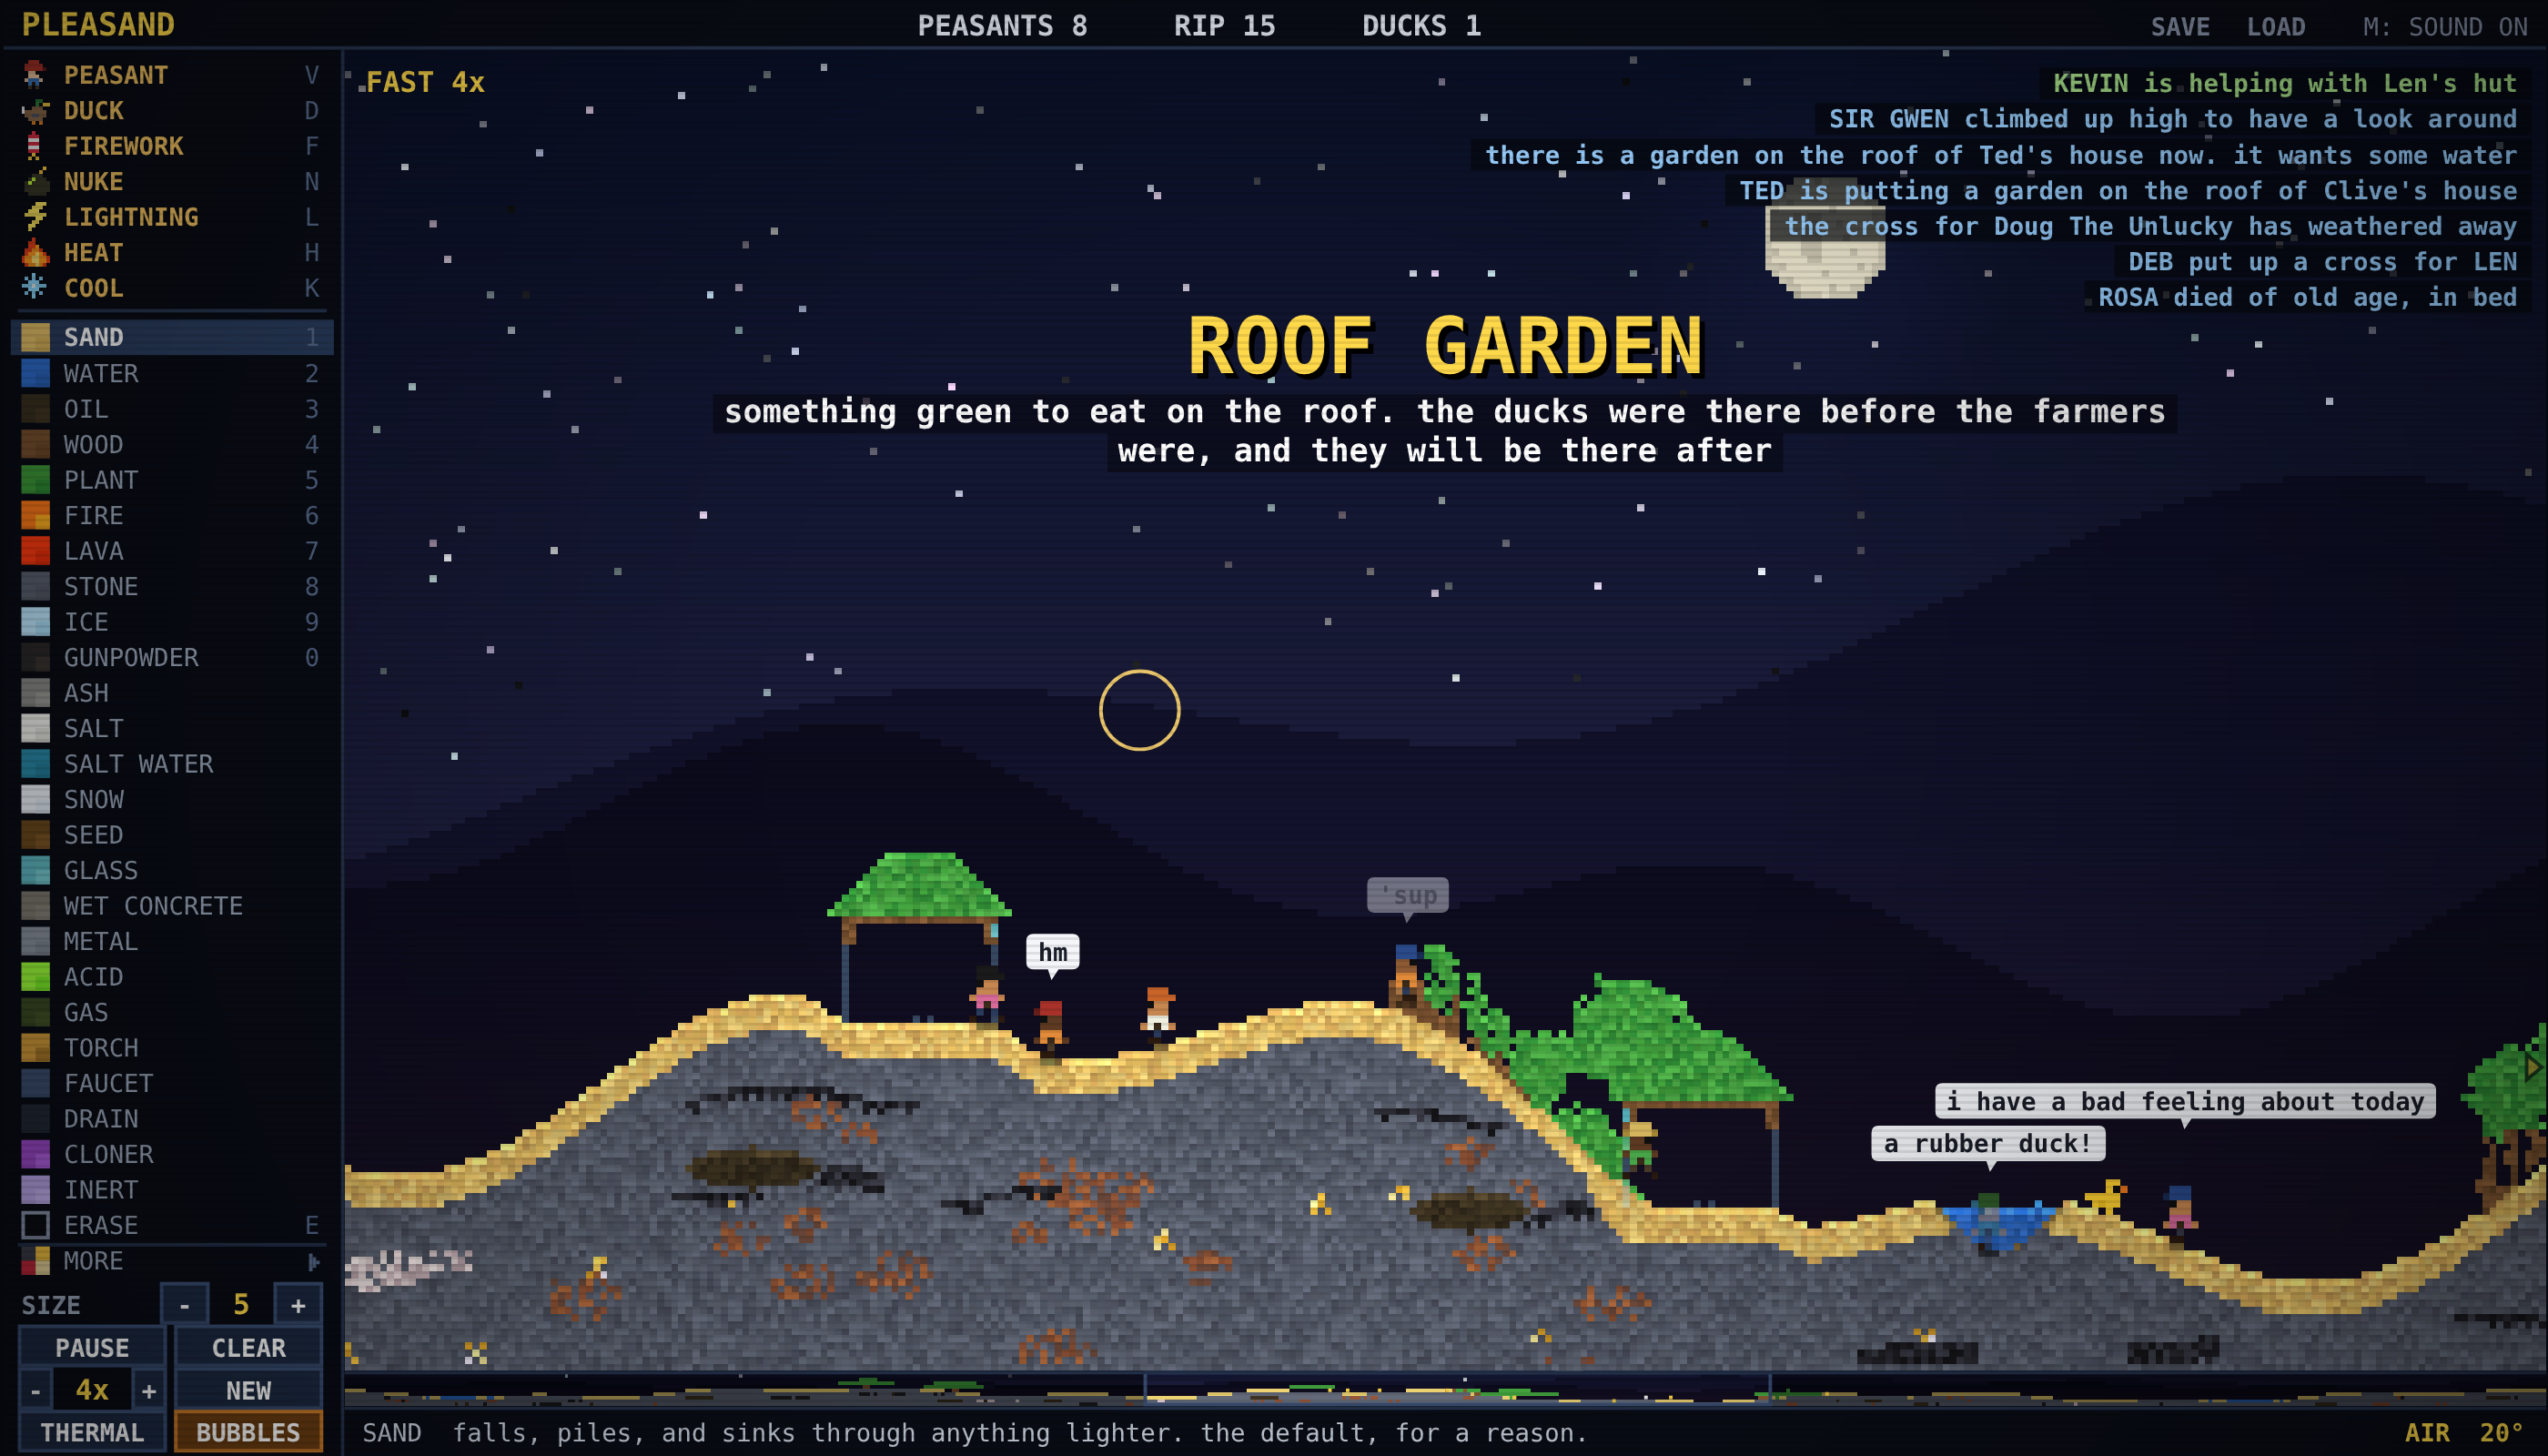 PLEASAND
PEASANTS 8 RIP 15 DUCKS 1
SAVE LOAD M: SOUND ON
PEASANT V
DUCK D
FIREWORK F
NUKE N
LIGHTNING L
HEAT H
COOL K
SAND 1
WATER 2
OIL 3
WOOD 4
PLANT 5
FIRE 6
LAVA 7
STONE 8
ICE 9
GUNPOWDER 0
ASH
SALT
SALT WATER
SNOW
SEED
GLASS
WET CONCRETE
METAL
ACID
GAS
TORCH
FAUCET
DRAIN
CLONER
INERT
ERASE E
MORE
SIZE - 5 +
PAUSE CLEAR
- 4x + NEW
THERMAL BUBBLES
FAST 4x
KEVIN is helping with Len's hut
SIR GWEN climbed up high to have a look around
there is a garden on the roof of Ted's house now. it wants some water
TED is putting a garden on the roof of Clive's house
the cross for Doug The Unlucky has weathered away
DEB put up a cross for LEN
ROSA died of old age, in bed
ROOF GARDEN
something green to eat on the roof. the ducks were there before the farmers
were, and they will be there after
'sup
hm
i have a bad feeling about today
a rubber duck!
SAND falls, piles, and sinks through anything lighter. the default, for a reason.
AIR 20°